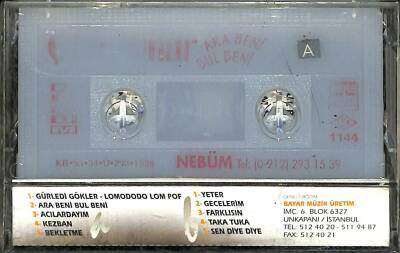 ARA BENİ
BUL BENİ
A
1144
NEBÜM Tel: (0-212) 293 15 39
1- GÜRLEDİ GÖKLER - LOMODODO LOM POF
2- ARA BENİ BUL BENİ
3- ACILARDAYIM
4- KEZBAN
5- BEKLETME
a
b
1- YETER
2- GECELERİM
3- FARKLISIN
4- TAKA TUKA
5- SEN DİYE DİYE
BAYAR MÜZİK ÜRETİM
İMÇ. 6. BLOK 6327
UNKAPANI / İSTANBUL
TEL: 512 40 20 - 511 94 87
FAX: 512 40 21